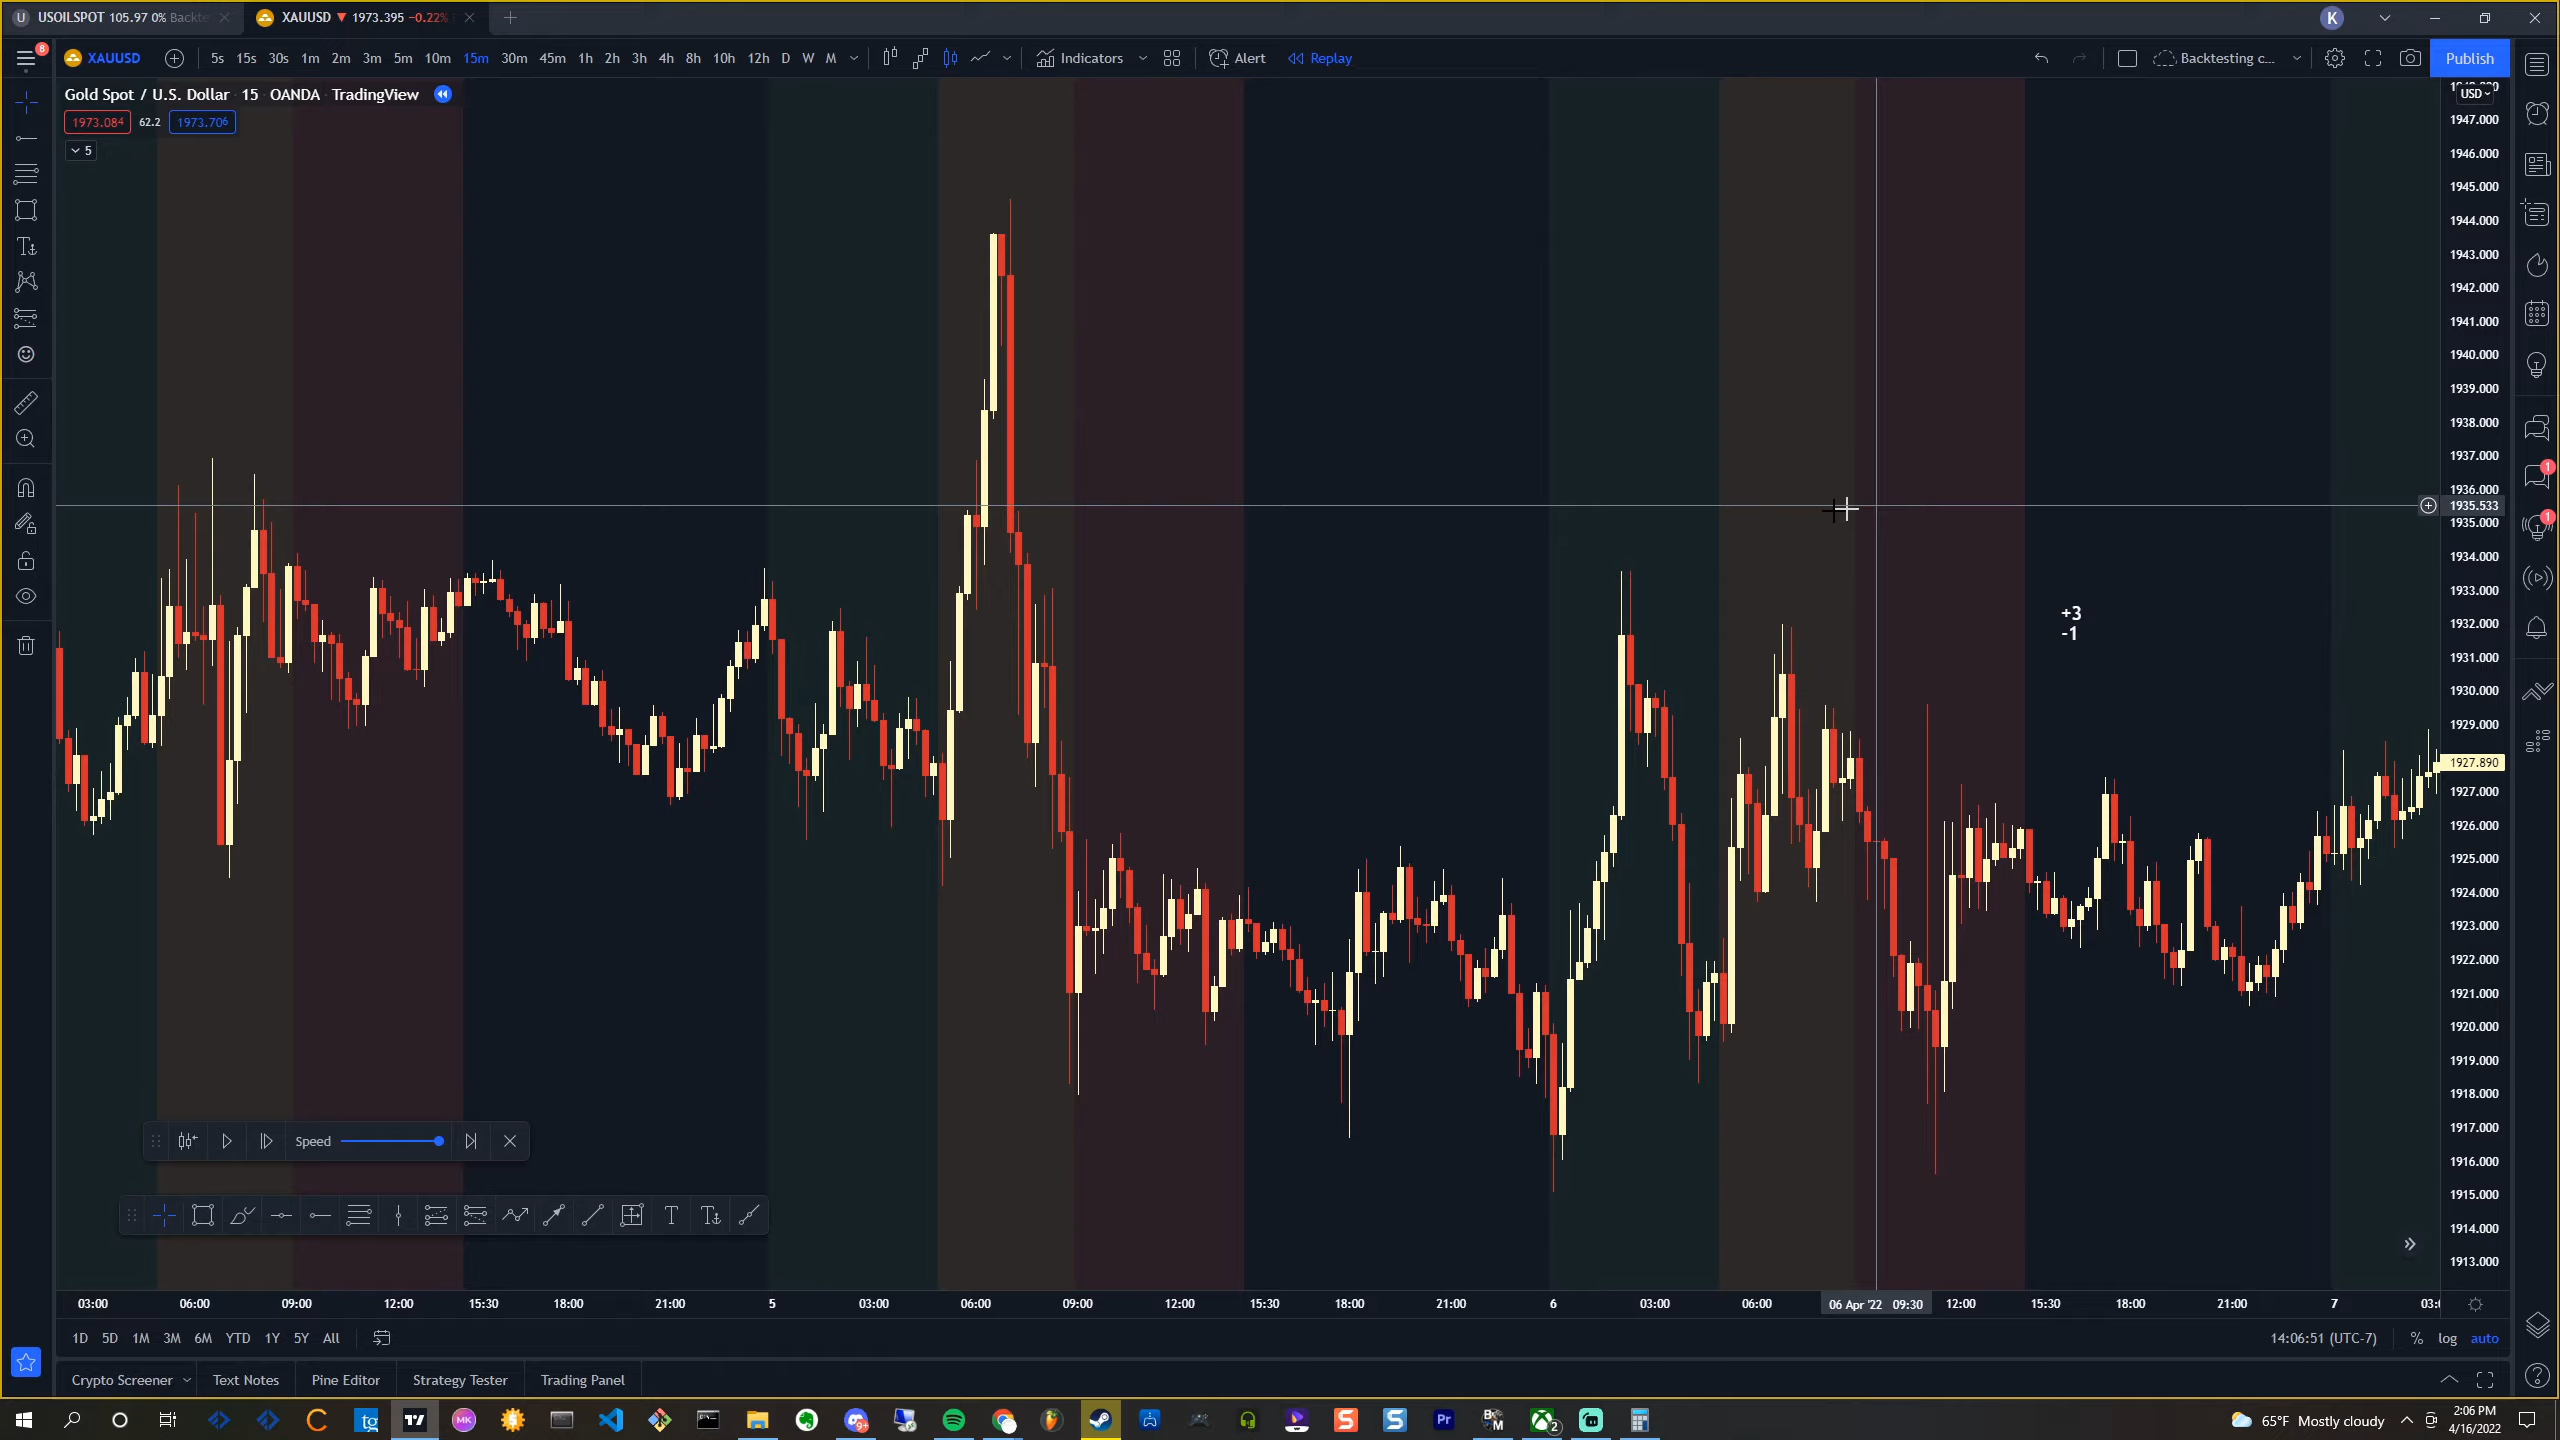 USOILSPOT 105.97 0% Backte
XAUUSD ▼ 1973.395 −0.22%
K
8
XAUUSD
5s 15s 30s 1m 2m 3m 5m 10m 15m 30m 45m 1h 2h 3h 4h 8h 10h 12h D W M
Indicators
Alert
Replay
Backtesting c...
Publish
Gold Spot / U.S. Dollar 15 OANDA TradingView
1973.084 62.2 1973.706
5
USD
1947.000
1946.000
1945.000
1944.000
1943.000
1942.000
1941.000
1940.000
1939.000
1938.000
1937.000
1936.000
1935.533
1935.000
1934.000
1933.000
1932.000
1931.000
1930.000
1929.000
1927.890
1927.000
1926.000
1925.000
1924.000
1923.000
1922.000
1921.000
1920.000
1919.000
1918.000
1917.000
1916.000
1915.000
1914.000
1913.000
+3
-1
1
1
Speed
03:00 06:00 09:00 12:00 15:30 18:00 21:00 5 03:00 06:00 09:00 12:00 15:30 18:00 21:00 6 03:00 06:00 06 Apr '22 09:30 12:00 15:30 18:00 21:00 7 03:0
1D 5D 1M 3M 6M YTD 1Y 5Y All
14:06:51 (UTC-7) % log auto
Crypto Screener Text Notes Pine Editor Strategy Tester Trading Panel
tg
MK
9+
Pr
2
65°F Mostly cloudy
2:06 PM
4/16/2022